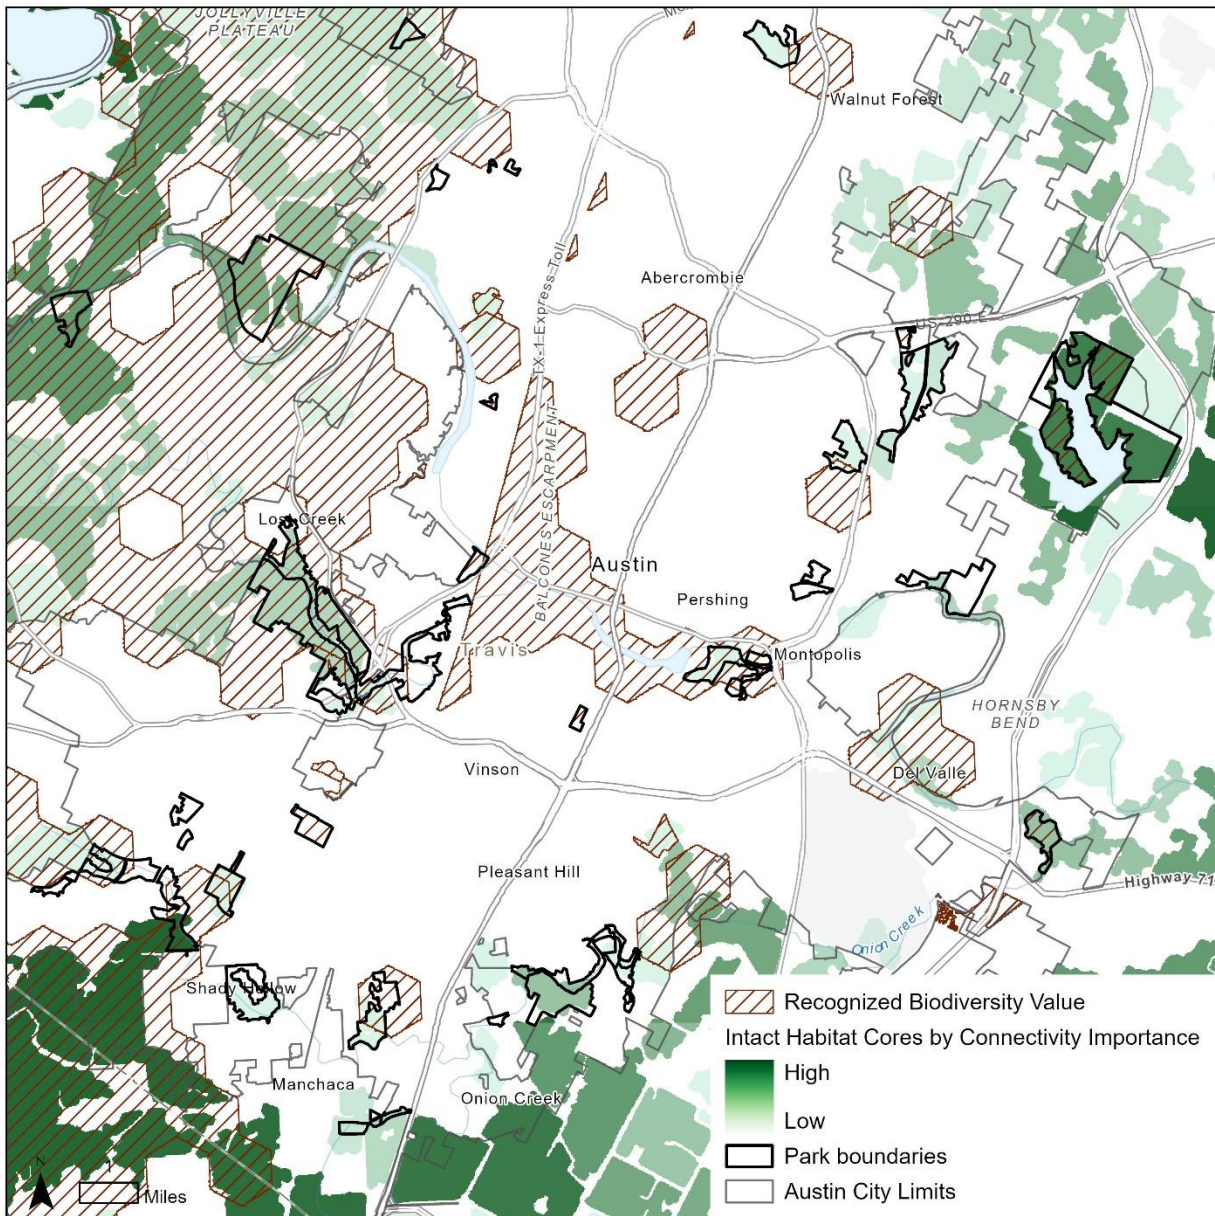 JOLLYVILLE
PLATEAU
Walnut Forest
Abercrombie
TX-1 Express Toll
US-290 E
BALCONES ESCARPMENT
Lost Creek
Austin
Pershing
Travis
Montopolis
HORNSBY
BEND
Vinson
Del Valle
Pleasant Hill
Highway 71
Onion Creek
Shady Hollow
Manchaca
Onion Creek
Recognized Biodiversity Value
Intact Habitat Cores by Connectivity Importance
High
Low
Park boundaries
Austin City Limits
N
1
Miles